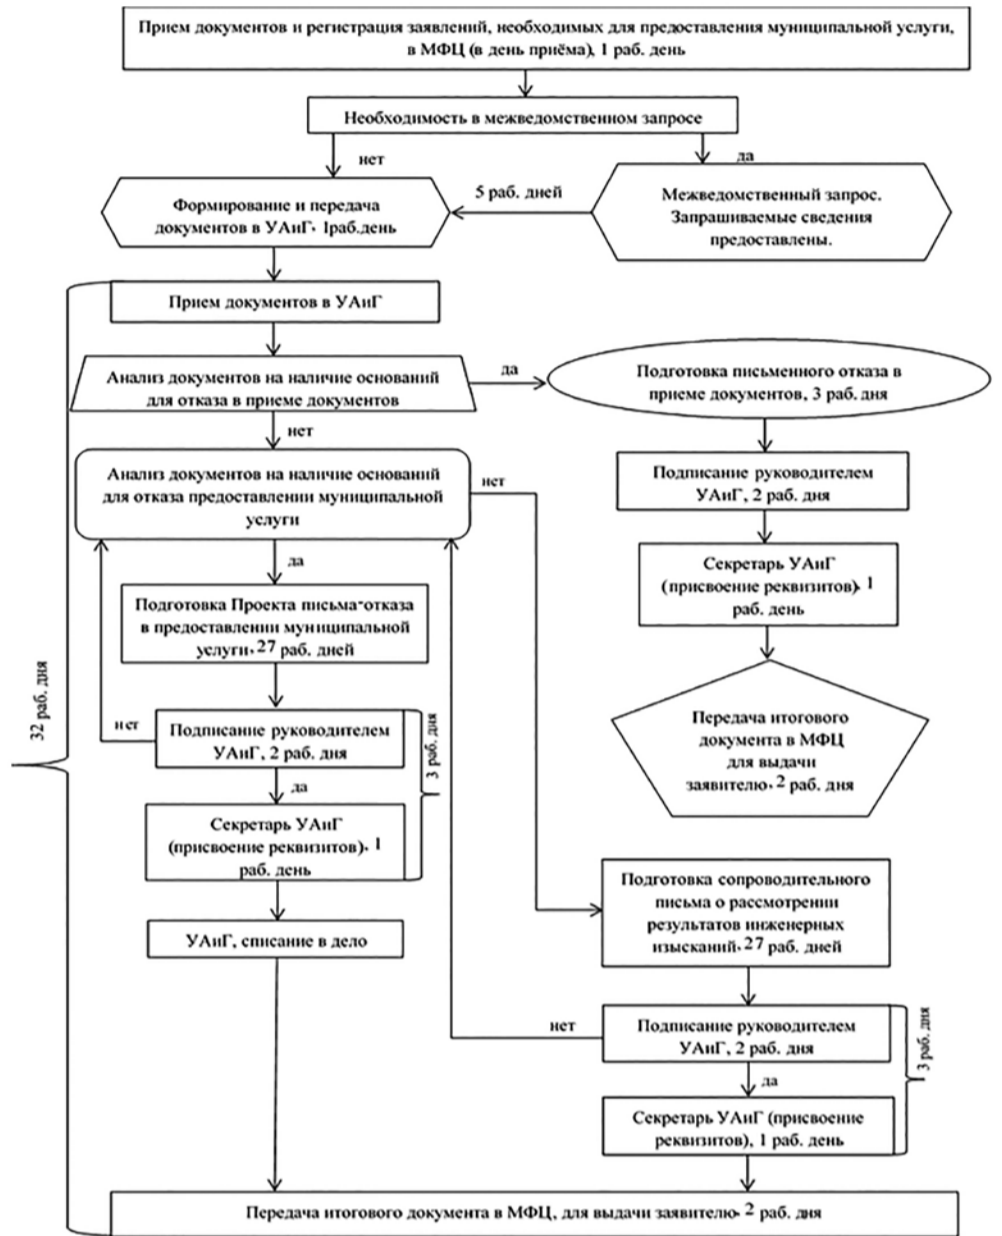 Прием документов и регистрация заявлений, необходимых для предоставления муниципальной услуги,
в МФЦ (в день приёма), 1 раб. день
Необходимость в межведомственном запросе
нет
да
Формирование и передача
документов в УАиГ. 1раб.день
5 раб. дней
Межведомственный запрос.
Запрашиваемые сведения
предоставлены.
Прием документов в УАиГ
Анализ документов на наличие оснований
для отказа в приеме документов
да
Подготовка письменного отказа в
приеме документов, 3 раб. дня
нет
Анализ документов на наличие оснований
для отказа предоставлении муниципальной
услуги
нет
Подписание руководителем
УАиГ, 2 раб. дня
да
Секретарь УАиГ
(присвоение реквизитов). 1
раб. день
Подготовка Проекта письма-отказа
в предоставлении муниципальной
услуги. 27 раб. дней
32 раб. дня
нет
Подписание руководителем
УАиГ, 2 раб. дня
3 раб. дня
Передача итогового
документа в МФЦ
для выдачи
заявителю. 2 раб. дня
да
Секретарь УАиГ
(присвоение реквизитов). 1
раб. день
Подготовка сопроводительного
письма о рассмотрении
результатов инженерных
изысканий. 27 раб. дней
УАиГ, списание в дело
нет
Подписание руководителем
УАиГ, 2 раб. дня
3 раб. дня
да
Секретарь УАиГ (присвоение
реквизитов), 1 раб. день
Передача итогового документа в МФЦ, для выдачи заявителю. 2 раб. дня